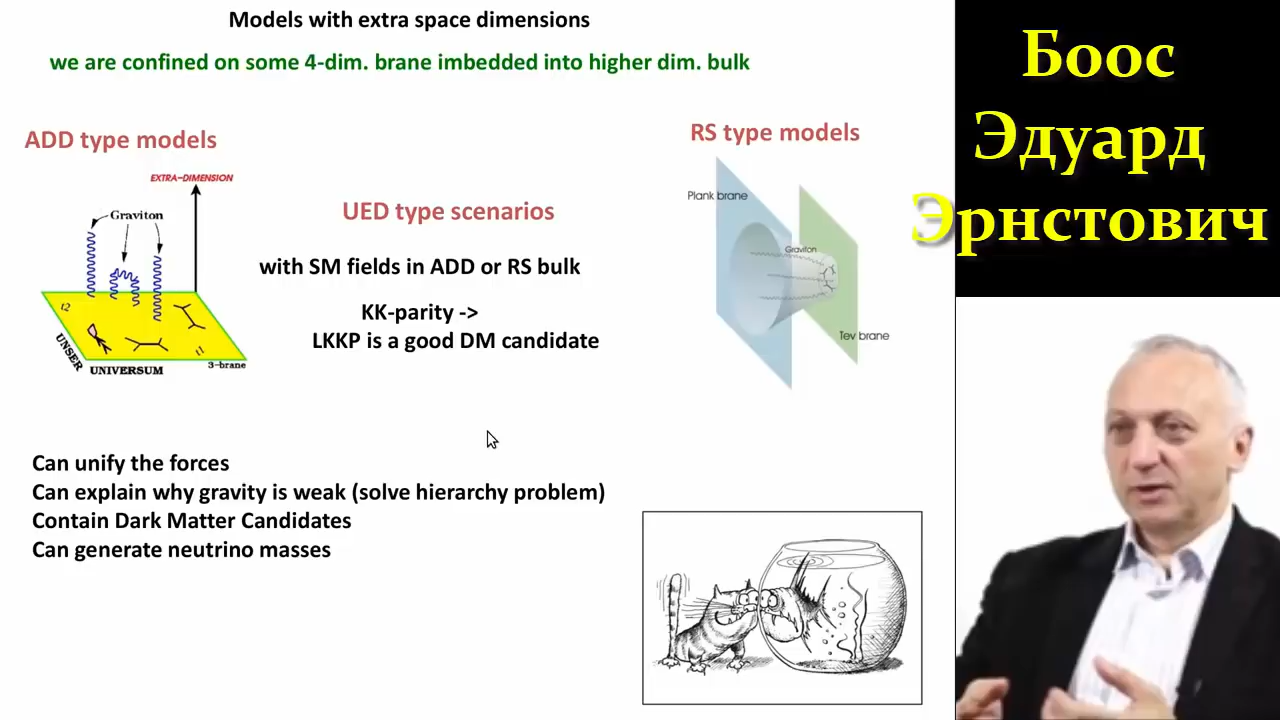 Models with extra space dimensions
we are confined on some 4-dim. brane imbedded into higher dim. bulk
ADD type models
EXTRA-DIMENSION
Graviton
UNSER
UNIVERSUM
3-brane
UED type scenarios
with SM fields in ADD or RS bulk
KK-parity ->
LKKP is a good DM candidate
RS type models
Plank brane
Graviton
Tev brane
Can unify the forces
Can explain why gravity is weak (solve hierarchy problem)
Contain Dark Matter Candidates
Can generate neutrino masses
Боос
Эдуард
Эрнстович